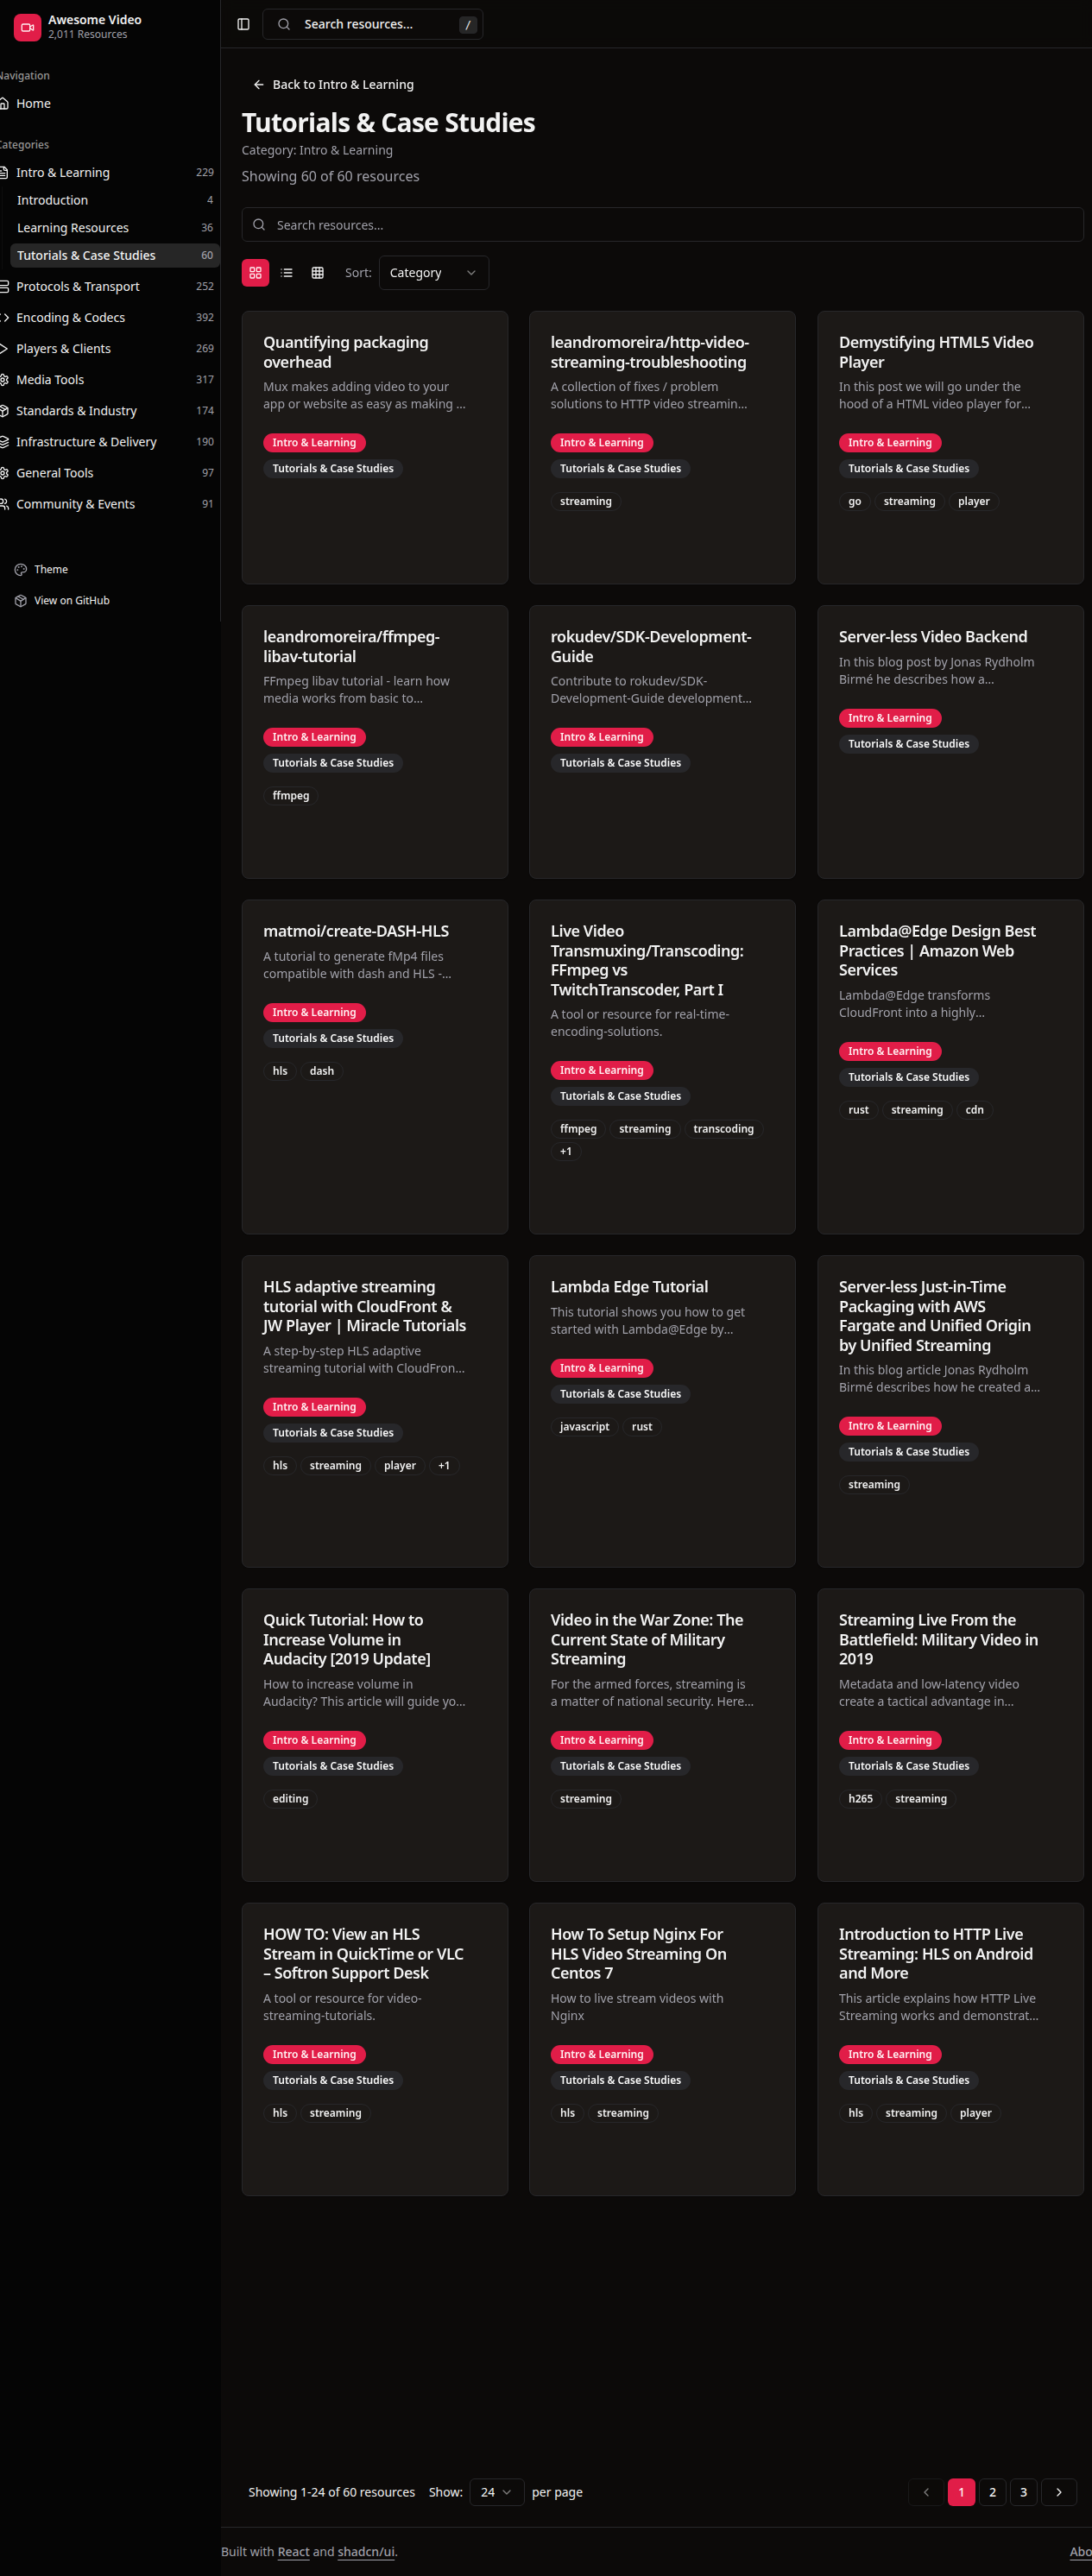 Awesome Video
2,011 Resources
Navigation
Home
Categories
Intra & Learning 229
Introduction 4
Learning Resources 36
Tutorials & Case Studies 60
Protocols & Transport 252
Encoding & Codecs 392
Players & Clients 269
Media Tools 317
Standards & Industry 174
Infrastructure & Delivery 190
General Tools 97
Community & Events 91
Theme
View on GitHub
Search resources... /
Back to Intro & Learning
Tutorials & Case Studies
Category: Intro & Learning
Showing 60 of 60 resources
Search resources...
Sort: Category
Quantifying packaging
overhead
Mux makes adding video to your
app or website as easy as making ...
Intro & Learning
Tutorials & Case Studies
leandromoreira/http-video-
streaming-troubleshooting
A collection of fixes / problem
solutions to HTTP video streamin...
Intro & Learning
Tutorials & Case Studies
streaming
Demystifying HTML5 Video
Player
In this post we will go under the
hood of a HTML video player for...
Intro & Learning
Tutorials & Case Studies
go streaming player
leandromoreira/ffmpeg-
libav-tutorial
FFmpeg libav tutorial - learn how
media works from basic to...
Intro & Learning
Tutorials & Case Studies
ffmpeg
rokudev/SDK-Development-
Guide
Contribute to rokudev/SDK-
Development-Guide development...
Intro & Learning
Tutorials & Case Studies
Server-less Video Backend
In this blog post by Jonas Rydholm
Birmé he describes how a...
Intro & Learning
Tutorials & Case Studies
matmoi/create-DASH-HLS
A tutorial to generate fMp4 files
compatible with dash and HLS -...
Intro & Learning
Tutorials & Case Studies
hls dash
Live Video
Transmuxing/Transcoding:
FFmpeg vs
TwitchTranscoder, Part I
A tool or resource for real-time-
encoding-solutions.
Intro & Learning
Tutorials & Case Studies
ffmpeg streaming transcoding
+1
Lambda@Edge Design Best
Practices | Amazon Web
Services
Lambda@Edge transforms
CloudFront into a highly...
Intro & Learning
Tutorials & Case Studies
rust streaming cdn
HLS adaptive streaming
tutorial with CloudFront &
JW Player | Miracle Tutorials
A step-by-step HLS adaptive
streaming tutorial with CloudFron...
Intro & Learning
Tutorials & Case Studies
hls streaming player +1
Lambda Edge Tutorial
This tutorial shows you how to get
started with Lambda@Edge by...
Intro & Learning
Tutorials & Case Studies
javascript rust
Server-less Just-in-Time
Packaging with AWS
Fargate and Unified Origin
by Unified Streaming
In this blog article Jonas Rydholm
Birmé describes how he created a...
Intro & Learning
Tutorials & Case Studies
streaming
Quick Tutorial: How to
Increase Volume in
Audacity [2019 Update]
How to increase volume in
Audacity? This article will guide yo...
Intro & Learning
Tutorials & Case Studies
editing
Video in the War Zone: The
Current State of Military
Streaming
For the armed forces, streaming is
a matter of national security. Here...
Intro & Learning
Tutorials & Case Studies
streaming
Streaming Live From the
Battlefield: Military Video in
2019
Metadata and low-latency video
create a tactical advantage in...
Intro & Learning
Tutorials & Case Studies
h265 streaming
HOW TO: View an HLS
Stream in QuickTime or VLC
– Softron Support Desk
A tool or resource for video-
streaming-tutorials.
Intro & Learning
Tutorials & Case Studies
hls streaming
How To Setup Nginx For
HLS Video Streaming On
Centos 7
How to live stream videos with
Nginx
Intro & Learning
Tutorials & Case Studies
hls streaming
Introduction to HTTP Live
Streaming: HLS on Android
and More
This article explains how HTTP Live
Streaming works and demonstrat...
Intro & Learning
Tutorials & Case Studies
hls streaming player
Showing 1-24 of 60 resources Show: 24 per page
1 2 3
Built with React and shadcn/ui.
Abo